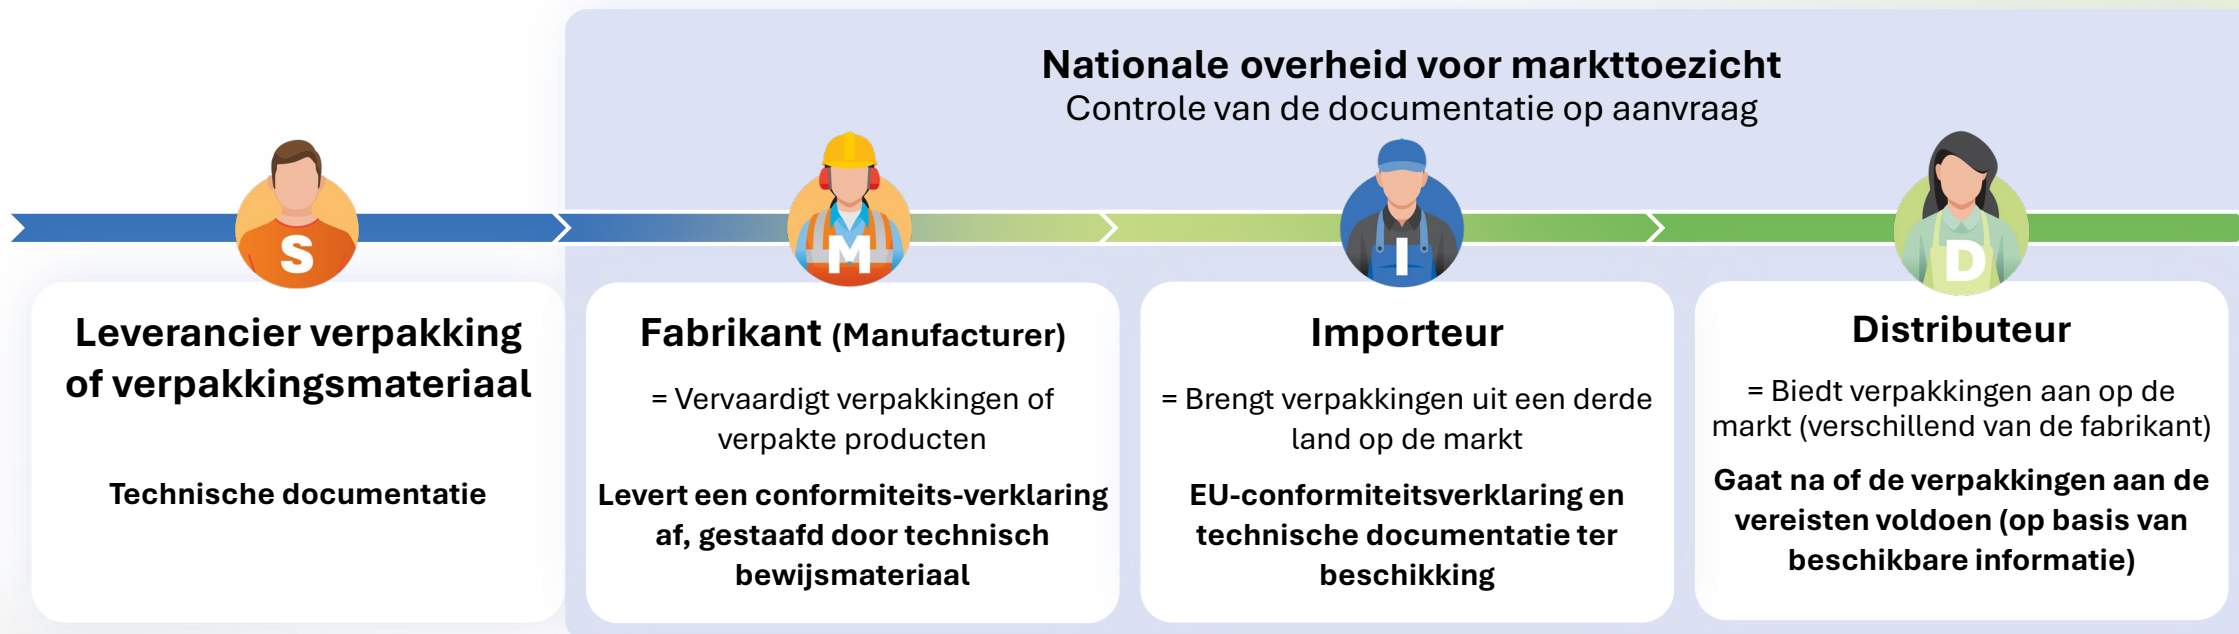 Nationale overheid voor markttoezicht
Controle van de documentatie op aanvraag
S
M
I
D
Leverancier verpakking
of verpakkingsmateriaal
Technische documentatie
Fabrikant (Manufacturer)
= Vervaardigt verpakkingen of
verpakte producten
Levert een conformiteits-verklaring
af, gestaafd door technisch
bewijsmateriaal
Importeur
= Brengt verpakkingen uit een derde
land op de markt
EU-conformiteitsverklaring en
technische documentatie ter
beschikking
Distributeur
= Biedt verpakkingen aan op de
markt (verschillend van de fabrikant)
Gaat na of de verpakkingen aan de
vereisten voldoen (op basis van
beschikbare informatie)